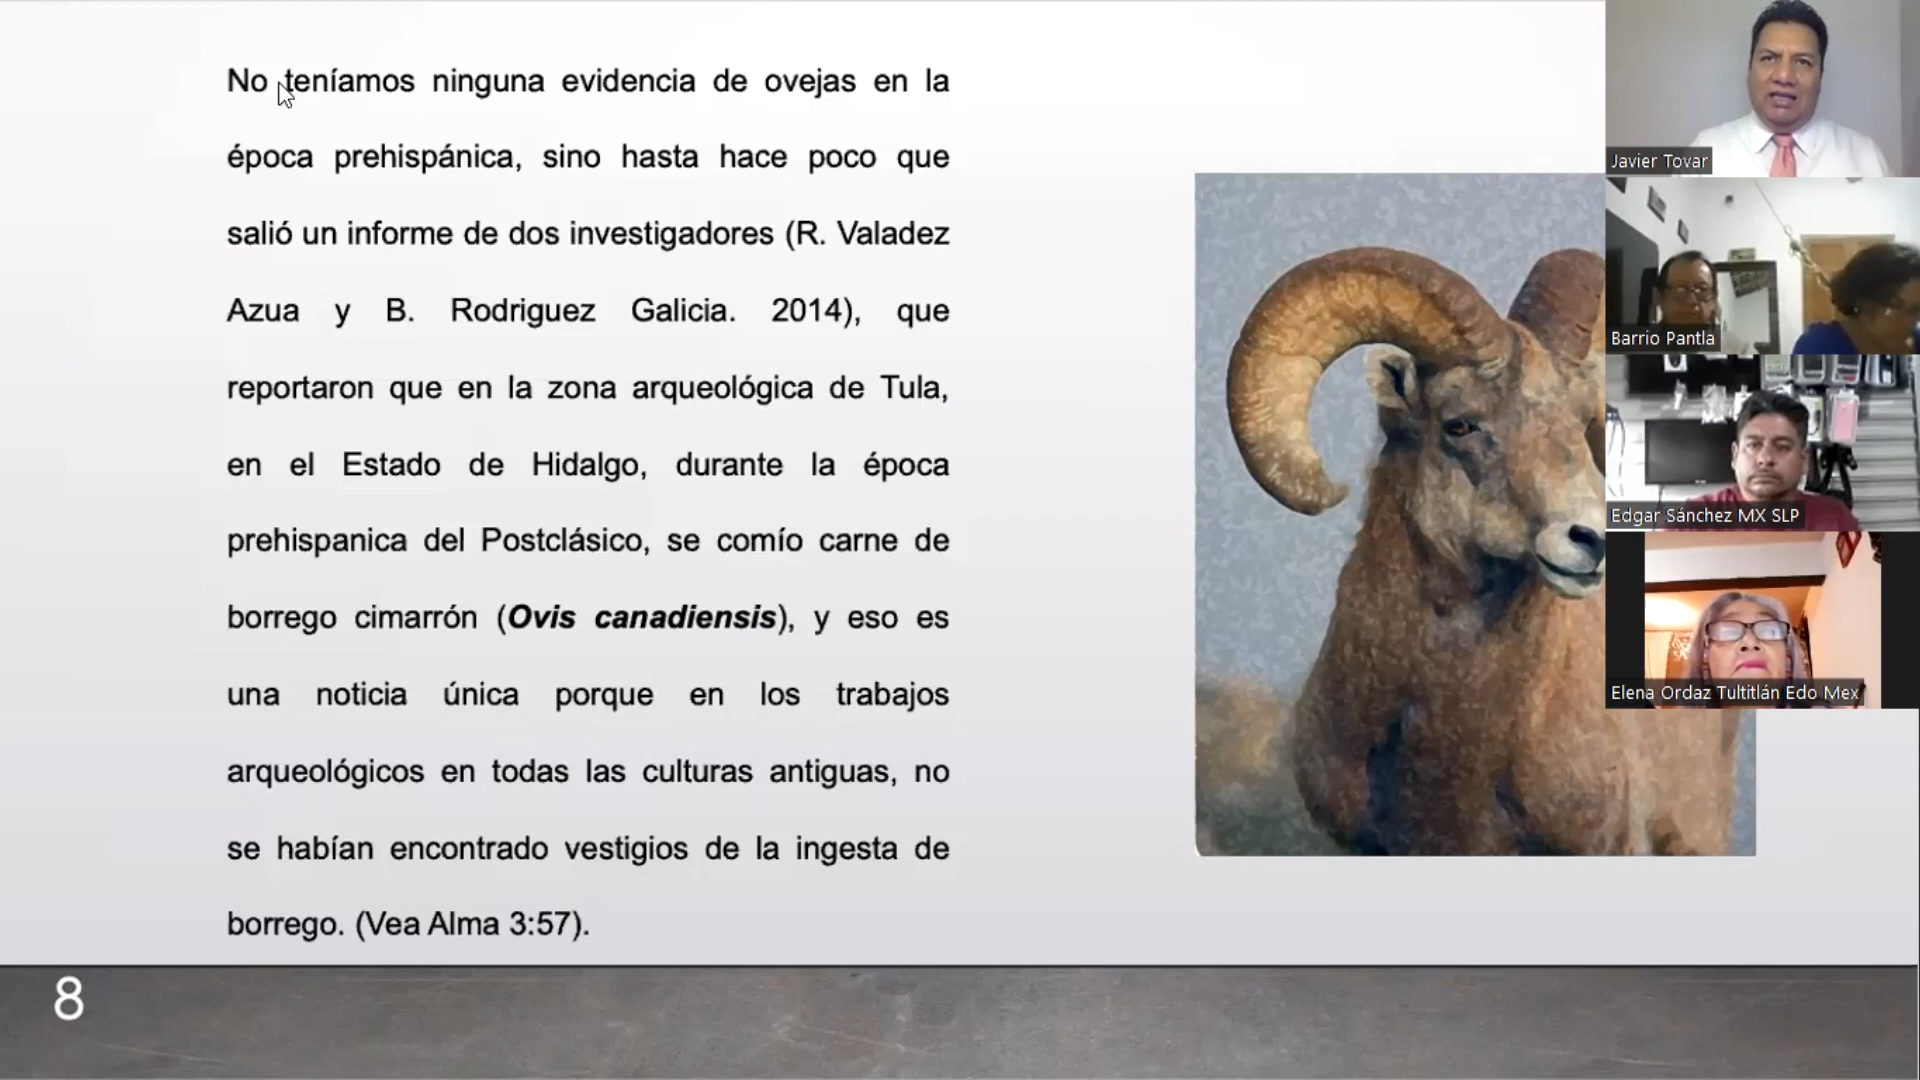 No teníamos ninguna evidencia de ovejas en la
época prehispánica, sino hasta hace poco que
salió un informe de dos investigadores (R. Valadez
Azua y B. Rodriguez Galicia. 2014), que
reportaron que en la zona arqueológica de Tula,
en el Estado de Hidalgo, durante la época
prehispanica del Postclásico, se comío carne de
borrego cimarrón (Ovis canadiensis), y eso es
una noticia única porque en los trabajos
arqueológicos en todas las culturas antiguas, no
se habían encontrado vestigios de la ingesta de
borrego. (Vea Alma 3:57).
8
Javier Tovar
Barrio Pantla
Edgar Sánchez MX SLP
Elena Ordaz Tultitlán Edo Mex